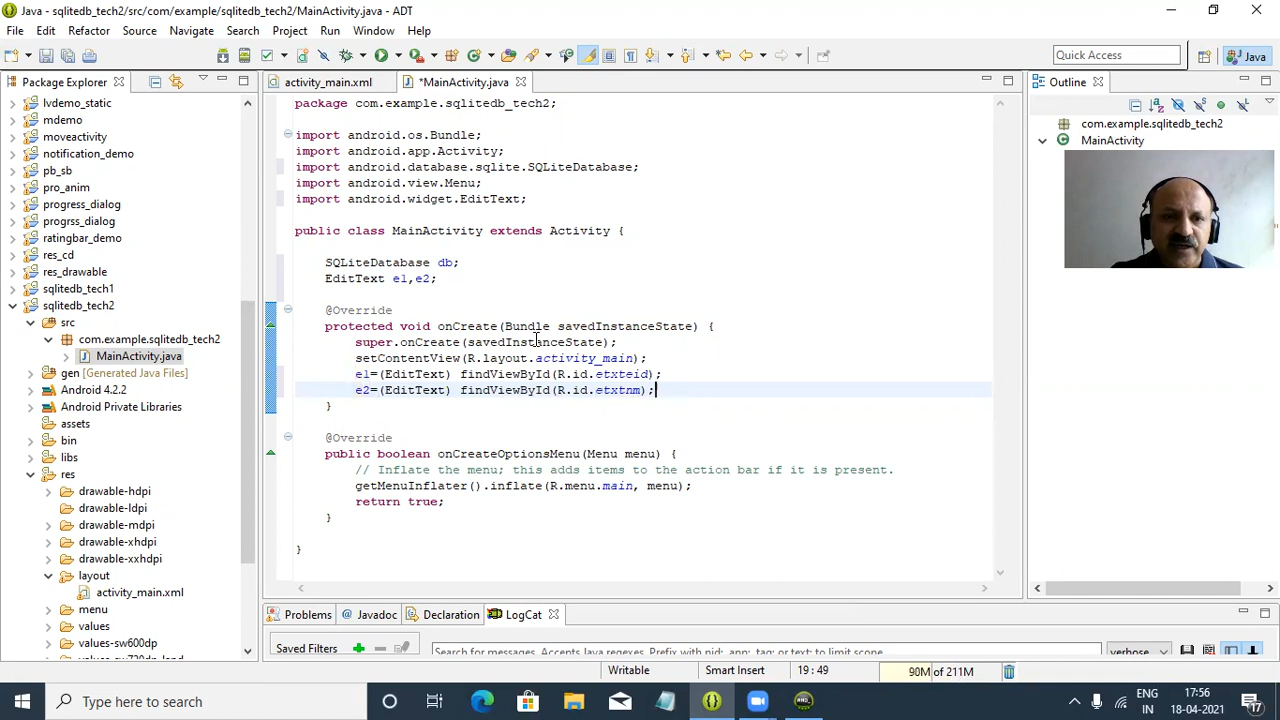 Java - sqlitedb_tech2/src/com/example/sqlitedb_tech2/MainActivity.java - ADT
File Edit Refactor Source Navigate Search Project Run Window Help
Quick Access
Java
Package Explorer
activity_main.xml
*MainActivity.java
Outline
lvdemo_static
mdemo
moveactivity
notification_demo
pb_sb
pro_anim
progress_dialog
progrss_dialog
ratingbar_demo
res_cd
res_drawable
sqlitedb_tech1
sqlitedb_tech2
src
com.example.sqlitedb_tech2
MainActivity.java
gen [Generated Java Files]
Android 4.2.2
Android Private Libraries
assets
bin
libs
res
drawable-hdpi
drawable-ldpi
drawable-mdpi
drawable-xhdpi
drawable-xxhdpi
layout
activity_main.xml
menu
values
values-sw600dp
package com.example.sqlitedb_tech2;
import android.os.Bundle;
import android.app.Activity;
import android.database.sqlite.SQLiteDatabase;
import android.view.Menu;
import android.widget.EditText;
public class MainActivity extends Activity {
SQLiteDatabase db;
EditText e1,e2;
@Override
protected void onCreate(Bundle savedInstanceState) {
super.onCreate(savedInstanceState);
setContentView(R.layout.activity_main);
e1=(EditText) findViewById(R.id.etxteid);
e2=(EditText) findViewById(R.id.etxtnm);
}
@Override
public boolean onCreateOptionsMenu(Menu menu) {
// Inflate the menu; this adds items to the action bar if it is present.
getMenuInflater().inflate(R.menu.main, menu);
return true;
}
}
com.example.sqlitedb_tech2
MainActivity
Problems
@ Javadoc
Declaration
LogCat
Saved Filters
Search for messages. Accepts Java regexes. Prefix with pid:, app:, tag: or text: to limit scope.
verbose
Writable
Smart Insert
19 : 49
90M of 211M
Type here to search
ENG
IN
17:56
18-04-2021
17